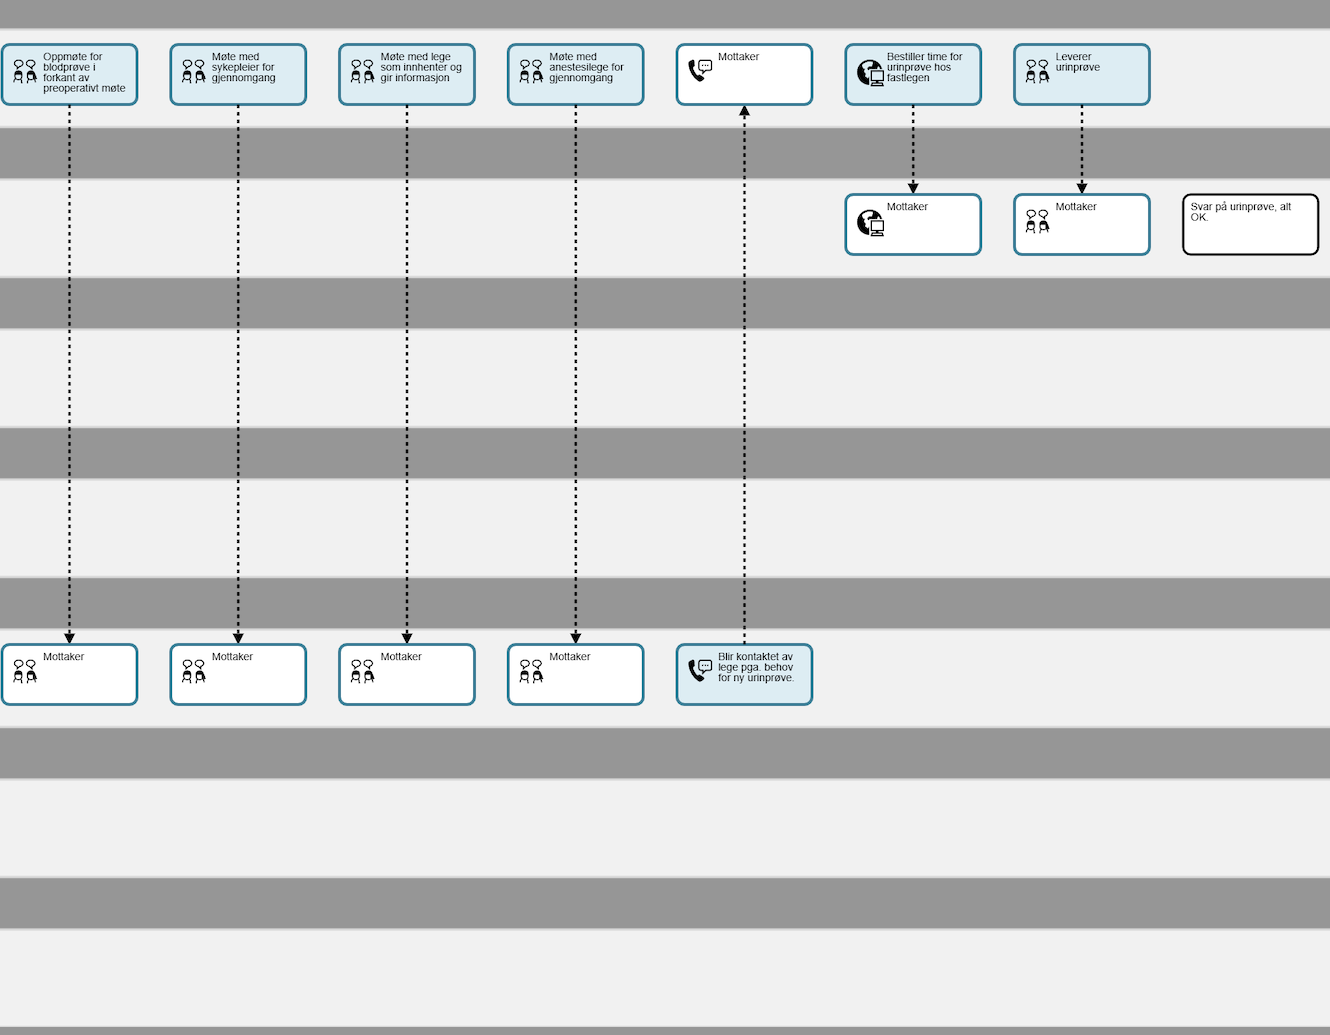 Oppmøte for
blodprøve i
forkant av
preoperativt møte
Møte med
sykepleier for
gjennomgang
Møte med lege
som innhenter og
gir informasjon
Møte med
anestesilege for
gjennomgang
Mottaker
Bestiller time for
urinprøve hos
fastlegen
Leverer
urinprøve
Mottaker
Mottaker
Svar på urinprøve, alt
OK.
Mottaker
Mottaker
Mottaker
Mottaker
Blir kontaktet av
lege pga. behov
for ny urinprøve.